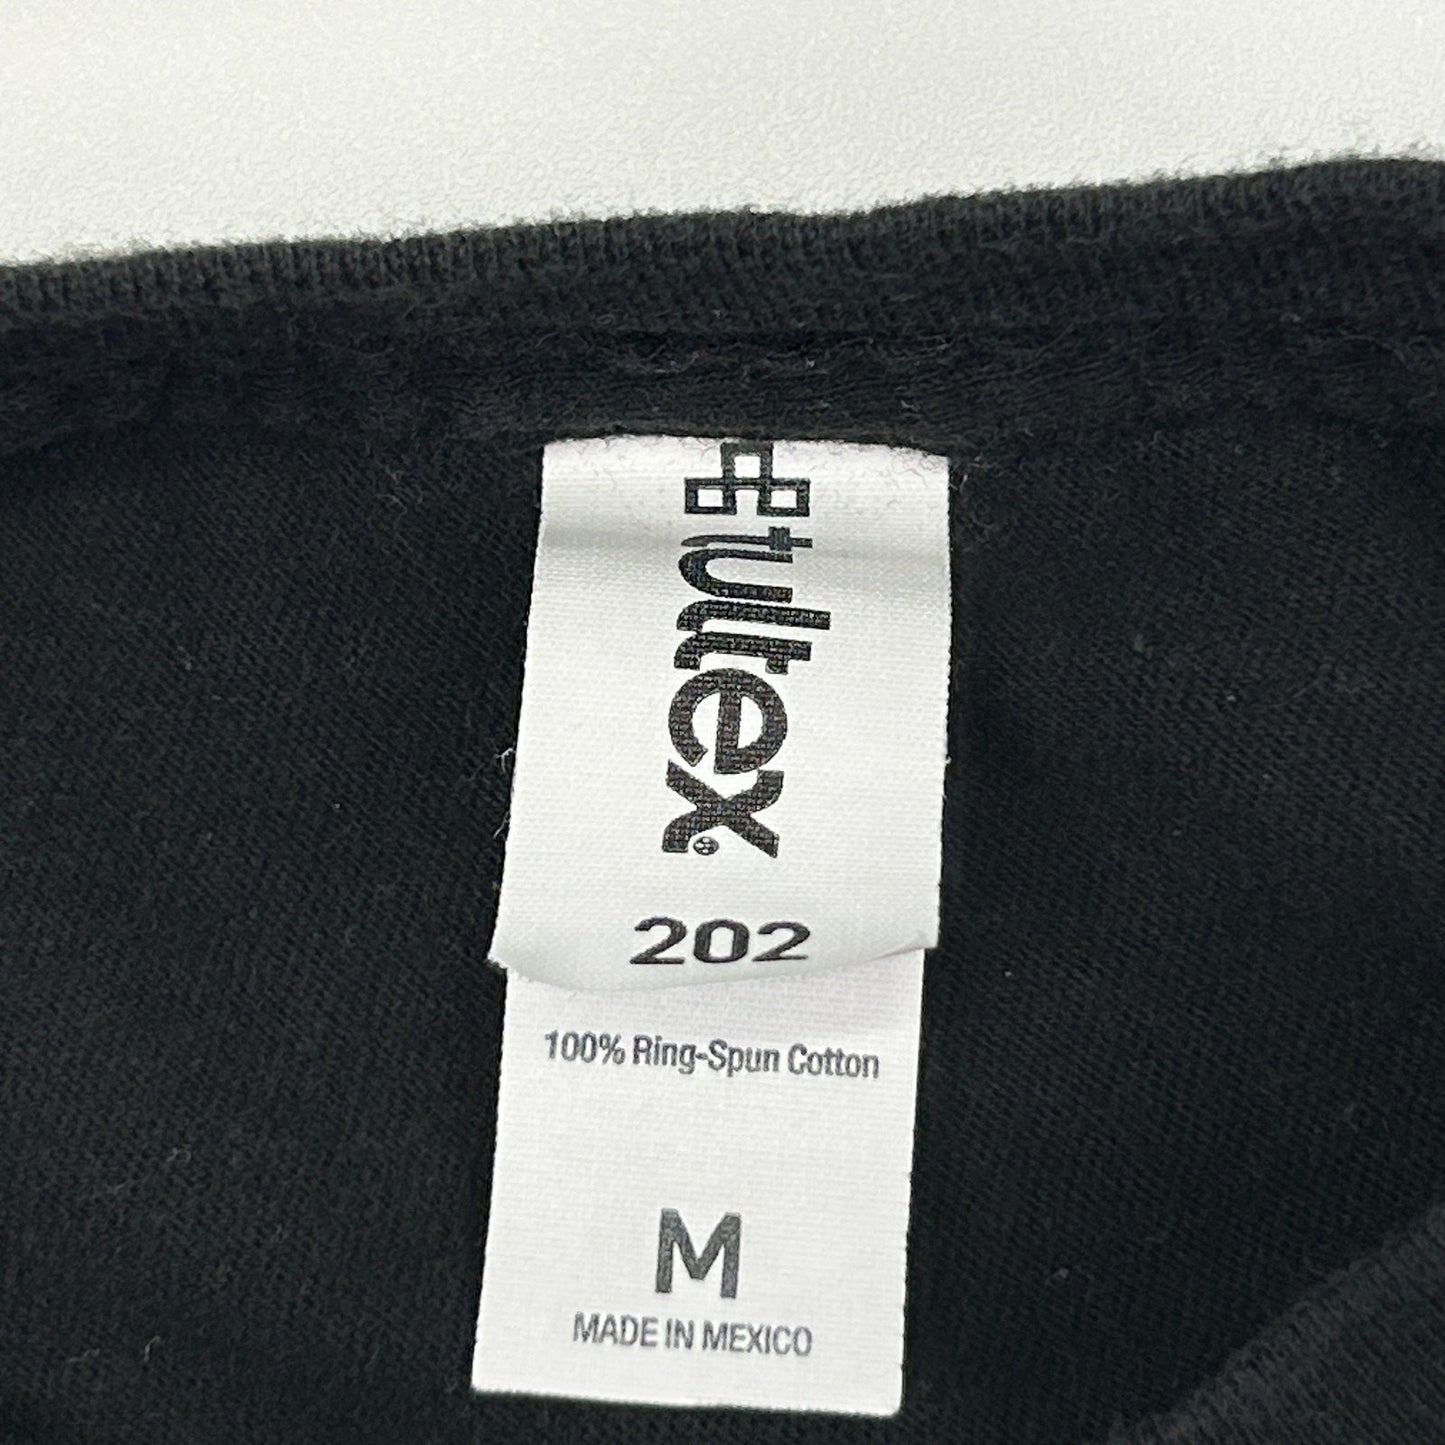 tultex
202
100% Ring-Spun Cotton
M
MADE IN MEXICO